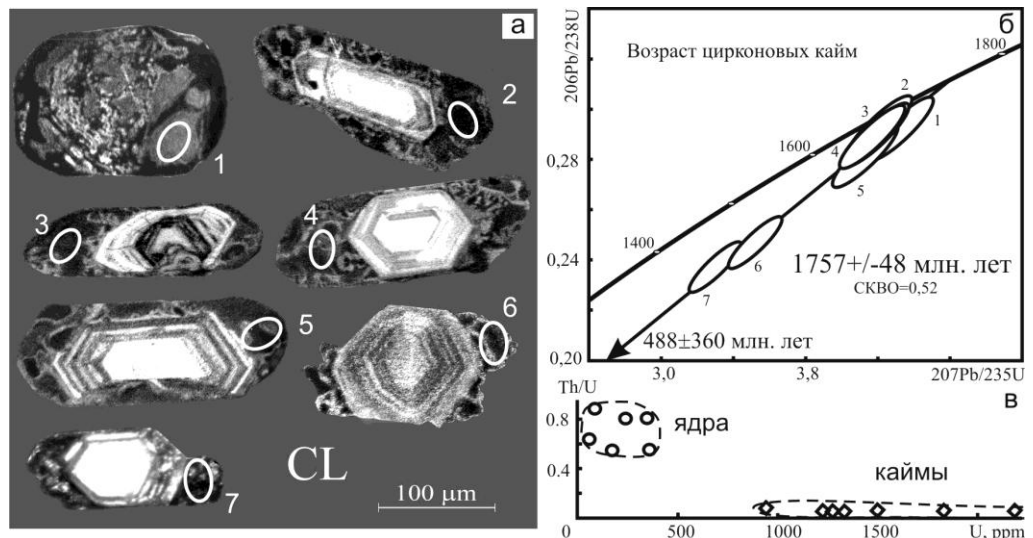 а
1
2
3
4
5
6
7
CL
100 µm
б
206Pb/238U
Возраст цирконовых кайм
1800
1600
1400
2
3
1
4
5
6
7
0,28
0,24
0,20
1757+/-48 млн. лет
СКВО=0,52
488±360 млн. лет
3,0
3,8
207Pb/235U
Th/U
в
0.8
0.4
ядра
каймы
0
500
1000
1500
U, ppm